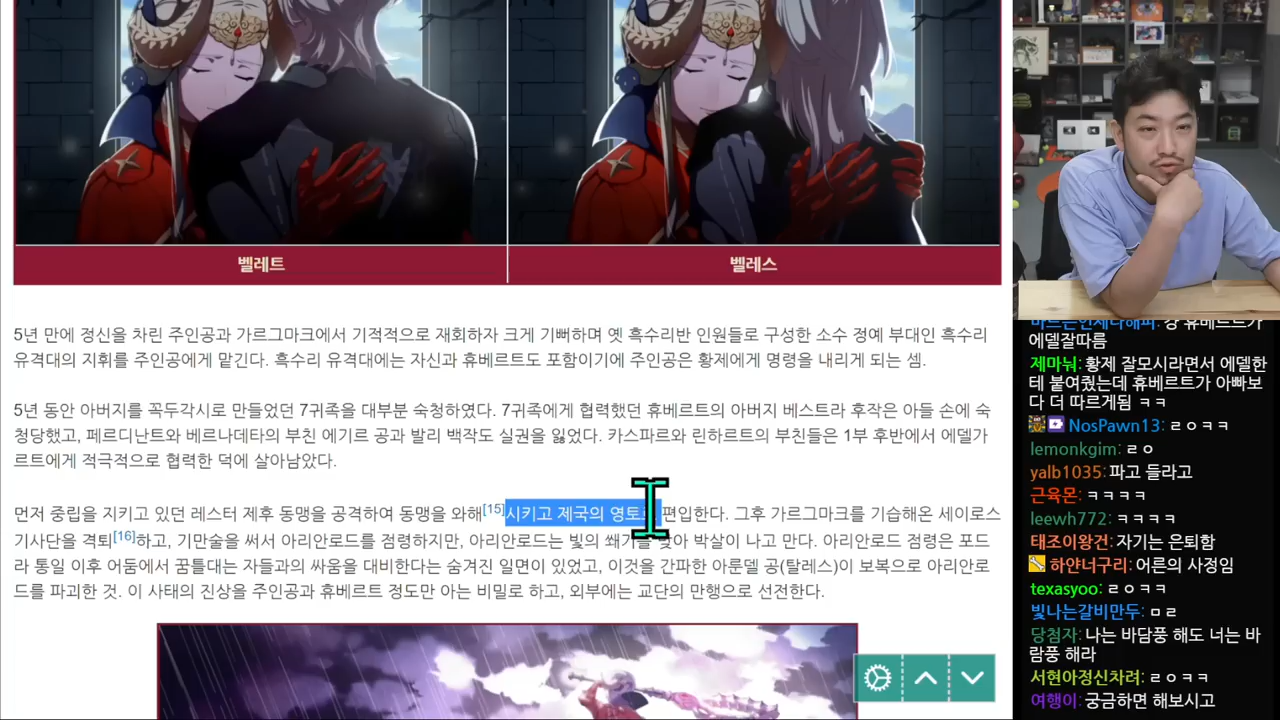 벨레트
벨레스
5년 만에 정신을 차린 주인공과 가르그마크에서 기적적으로 재회하자 크게 기뻐하며 옛 흑수리반 인원들로 구성한 소수 정예 부대인 흑수리
유격대의 지휘를 주인공에게 맡긴다. 흑수리 유격대에는 자신과 휴베르트도 포함이기에 주인공은 황제에게 명령을 내리게 되는 셈.
5년 동안 아버지를 꼭두각시로 만들었던 7귀족을 대부분 숙청하였다. 7귀족에게 협력했던 휴베르트의 아버지 베스트라 후작은 아들 손에 숙
청당했고, 페르디난트와 베르나데타의 부친 에기르 공과 발리 백작도 실권을 잃었다. 카스파르와 린하르트의 부친들은 1부 후반에서 에델가
르트에게 적극적으로 협력한 덕에 살아남았다.
먼저 중립을 지키고 있던 레스터 제후 동맹을 공격하여 동맹을 와해[15]시키고 제국의 영토 편입한다. 그후 가르그마크를 기습해온 세이로스
기사단을 격퇴[16]하고, 기만술을 써서 아리안로드를 점령하지만, 아리안로드는 빛의 쐐기를 맞아 박살이 나고 만다. 아리안로드 점령은 포드
라 통일 이후 어둠에서 꿈틀대는 자들과의 싸움을 대비한다는 숨겨진 일면이 있었고, 이것을 간파한 아룬델 공(탈레스)이 보복으로 아리안로
드를 파괴한 것. 이 사태의 진상을 주인공과 휴베르트 정도만 아는 비밀로 하고, 외부에는 교단의 만행으로 선전한다.
휴베르트가
에델잘따름
제마눠: 황제 잘모시라면서 에델한
테 붙여줬는데 휴베르트가 아빠보
다 더 따르게됨 ㅋㅋ
NosPawn13: ㄹㅇㅋㅋ
lemonkgim: ㄹㅇ
yalb1035: 파고 들라고
근육몬: ㅋㅋㅋㅋ
leewh772: ㅋㅋㅋㅋ
태조이왕건: 자기는 은퇴함
하얀너구리: 어른의 사정임
texasyoo: ㄹㅇㅋㅋ
빛나는갈비만두: ㅁㄹ
당첨자: 나는 바담풍 해도 너는 바
람풍 해라
서현아정신차려: ㄹㅇㅋㅋ
여행이: 궁금하면 해보시고